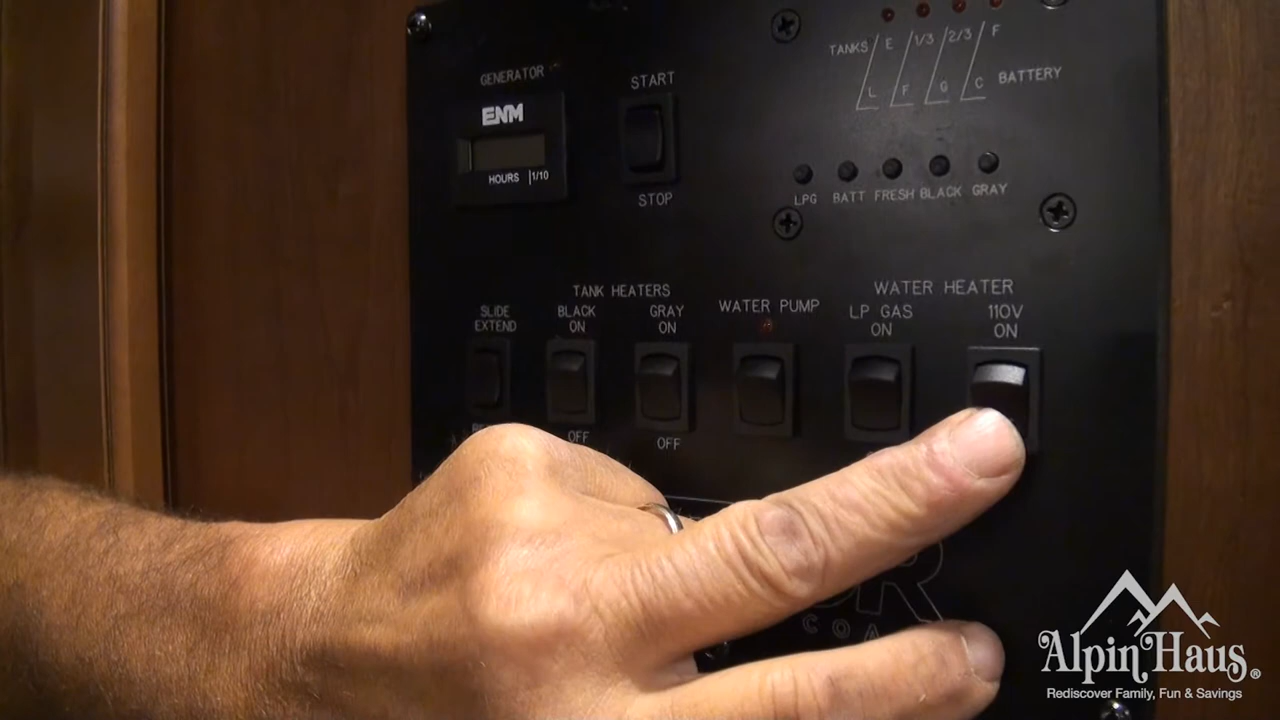 GENERATOR
ENM
HOURS 1/10
START
STOP
TANKS E 1/3 2/3 F
L F G C BATTERY
LPG BATT FRESH BLACK GRAY
TANK HEATERS
WATER HEATER
SLIDE
EXTEND
BLACK
ON
GRAY
ON
WATER PUMP
LP GAS
ON
110V
ON
OFF
OFF
Alpin Haus®
Rediscover Family, Fun & Savings